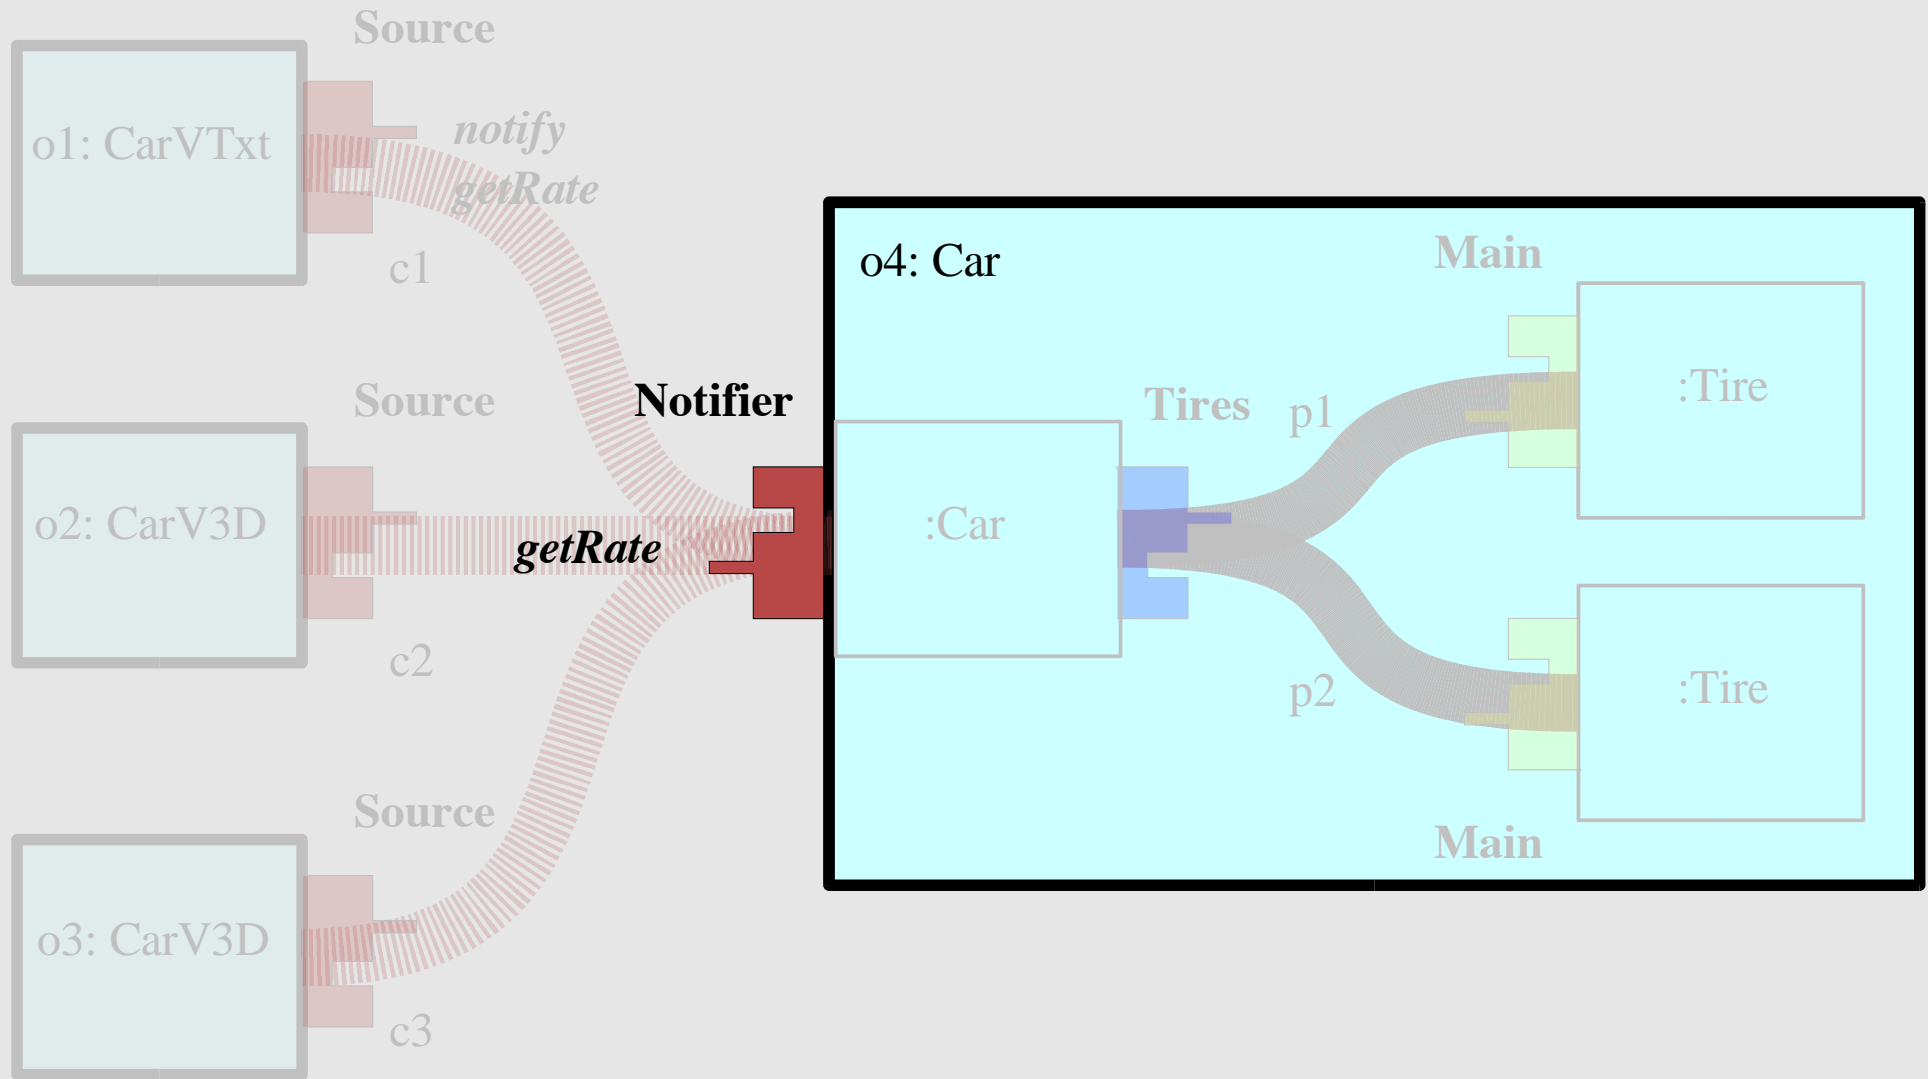 Source
o1: CarVTxt
notify
getRate
c1
o4: Car
Main
:Tire
Source
Notifier
Tires
p1
o2: CarV3D
getRate
:Car
c2
p2
:Tire
Source
Main
o3: CarV3D
c3